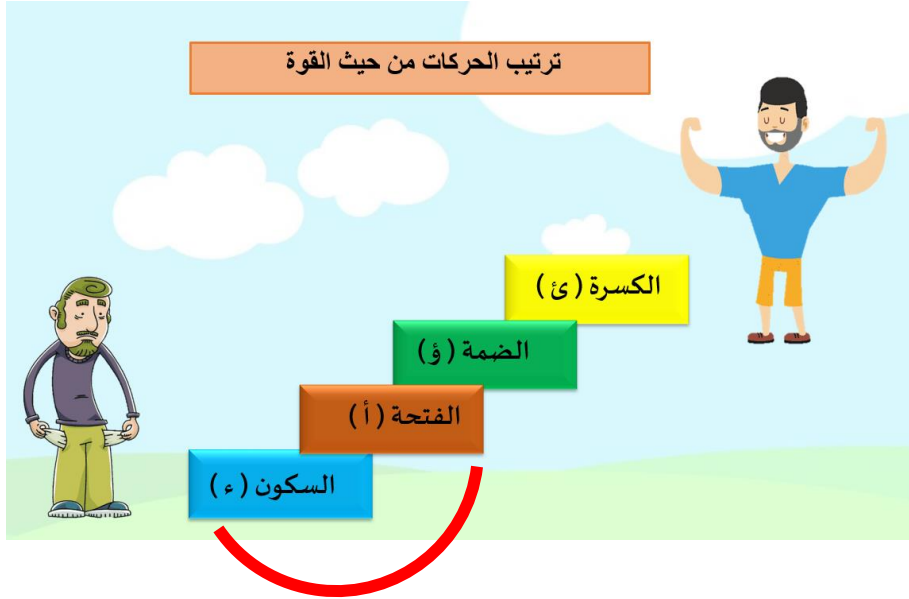 ترتيب الحركات من حيث القوة
الكسرة (ئ)
الضمة (ؤ)
الفتحة (أ)
السكون (ء)